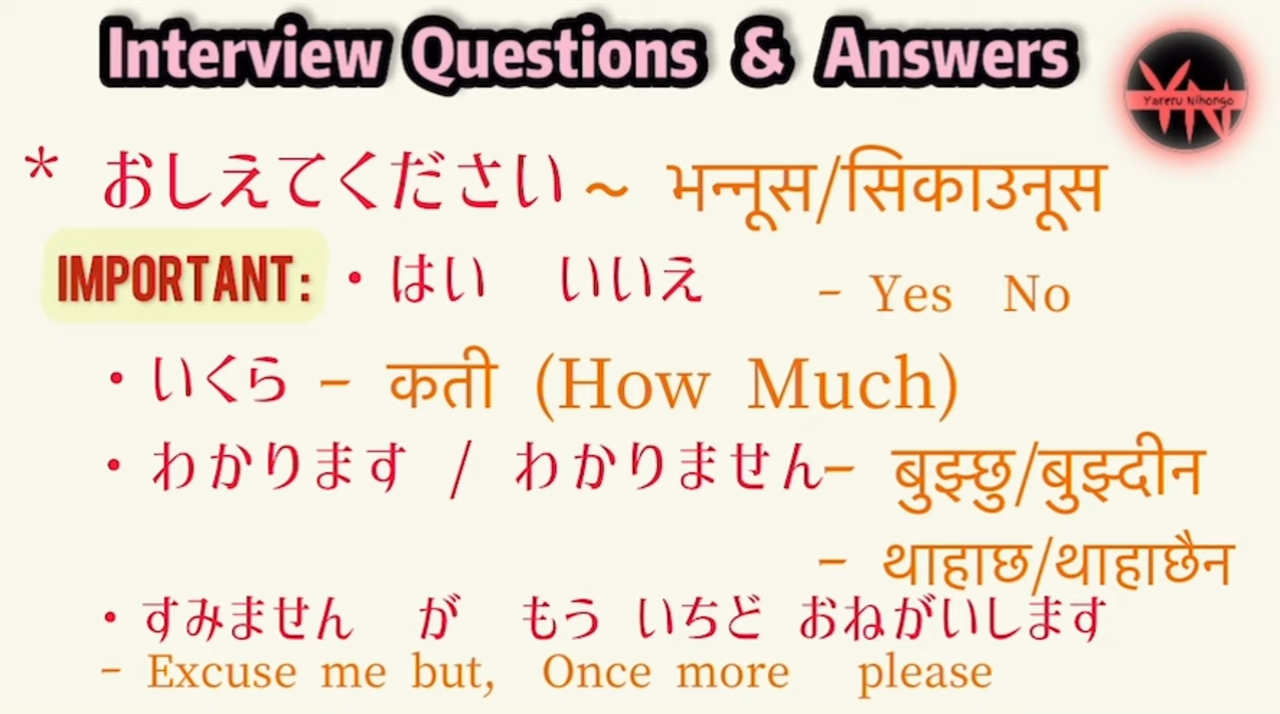 Interview Questions & Answers
Yareru Nihongo
* おしえてください ~ भन्नूस/सिकाउनूस
IMPORTANT: ・はい いいえ - Yes No
・いくら - कती (How Much)
・わかります / わかりません- बुझ्छु/बुझ्दीन
- थाहाछ/थाहाछैन
・すみません が もう いちど おねがいします
- Excuse me but, Once more please